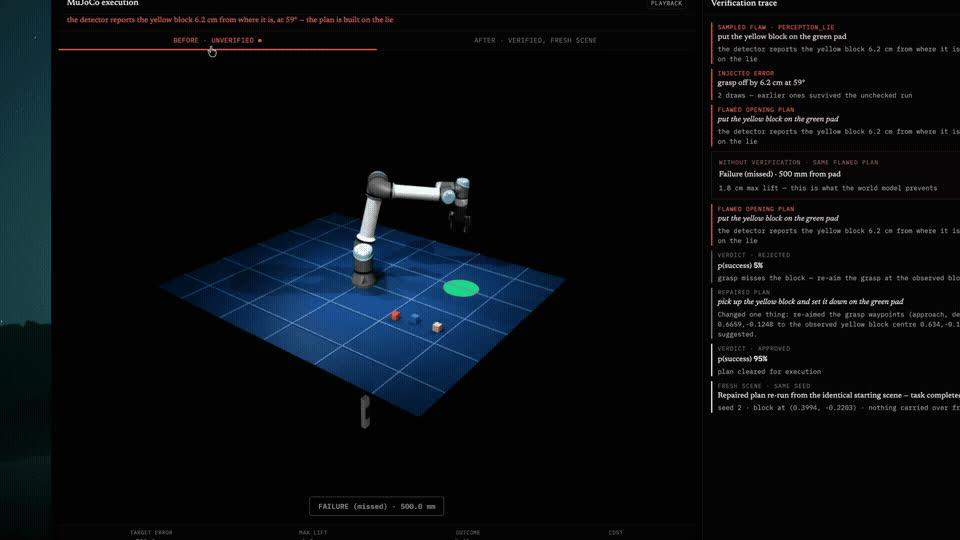 MuJoCo execution
PLAYBACK
the detector reports the yellow block 6.2 cm from where it is, at 59° — the plan is built on the lie
BEFORE · UNVERIFIED
AFTER · VERIFIED, FRESH SCENE
FAILURE (missed) · 500.0 mm
TARGET ERROR
MAX LIFT
OUTCOME
COST
Verification trace
SAMPLED FLAW · PERCEPTION_LIE
put the yellow block on the green pad
the detector reports the yellow block 6.2 cm from where it is
on the lie
INJECTED ERROR
grasp off by 6.2 cm at 59°
2 draws — earlier ones survived the unchecked run
FLAWED OPENING PLAN
put the yellow block on the green pad
the detector reports the yellow block 6.2 cm from where it is
on the lie
WITHOUT VERIFICATION · SAME FLAWED PLAN
Failure (missed) · 500 mm from pad
1.8 cm max lift — this is what the world model prevents
FLAWED OPENING PLAN
put the yellow block on the green pad
the detector reports the yellow block 6.2 cm from where it is
on the lie
VERDICT · REJECTED
p(success) 5%
grasp misses the block — re-aim the grasp at the observed blo
REPAIRED PLAN
pick up the yellow block and set it down on the green pad
Changed one thing: re-aimed the grasp waypoints (approach, de
0.6659,-0.1248 to the observed yellow block centre 0.634,-0.1
suggested.
VERDICT · APPROVED
p(success) 95%
plan cleared for execution
FRESH SCENE · SAME SEED
Repaired plan re-run from the identical starting scene — task complete
seed 2 · block at (0.3994, -0.2203) · nothing carried over fr